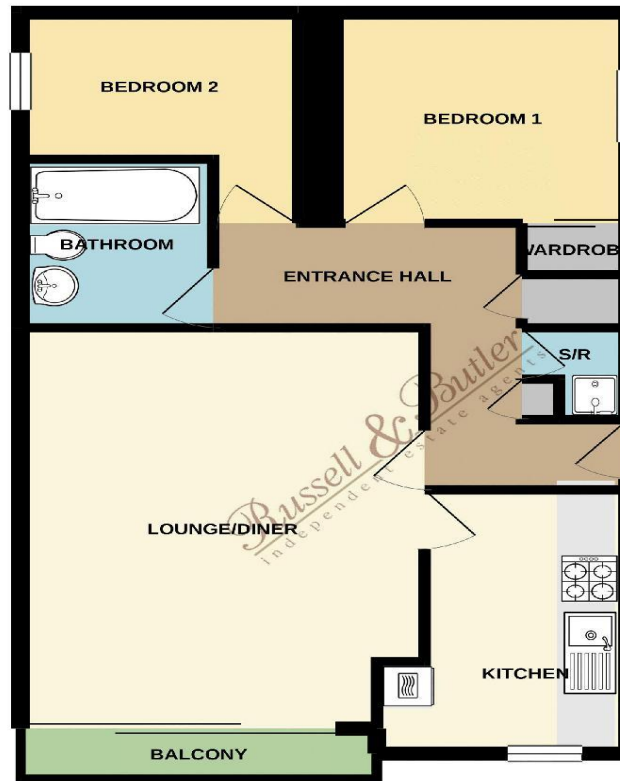 BEDROOM 2
BEDROOM 1
BATHROOM
WARDROB
ENTRANCE HALL
S/R
Russell & Butler
independent estate agents
LOUNGE/DINER
KITCHEN
BALCONY